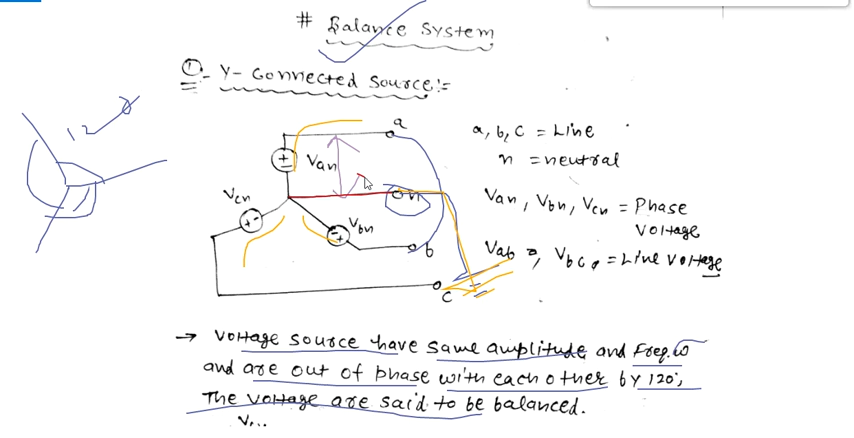 # Balance System
① - Y- Connected Source:-
120
a
a, b, c = Line
n = neutral
Van
n
Vcn
Vbn
Van, Vbn, Vcn = Phase
voltage
b
Vab, Vbc, = Line voltage
c
→ Voltage source have same amplitude and Freq. ω
and are out of phase with each other by 120°,
The voltage are said to be balanced.